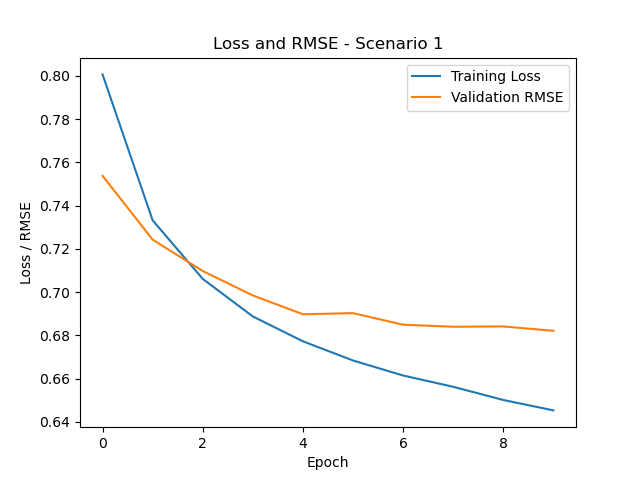 Loss and RMSE - Scenario 1
Training Loss
Validation RMSE
0.80
0.78
0.76
0.74
0.72
0.70
0.68
0.66
0.64
Loss / RMSE
0 2 4 6 8
Epoch